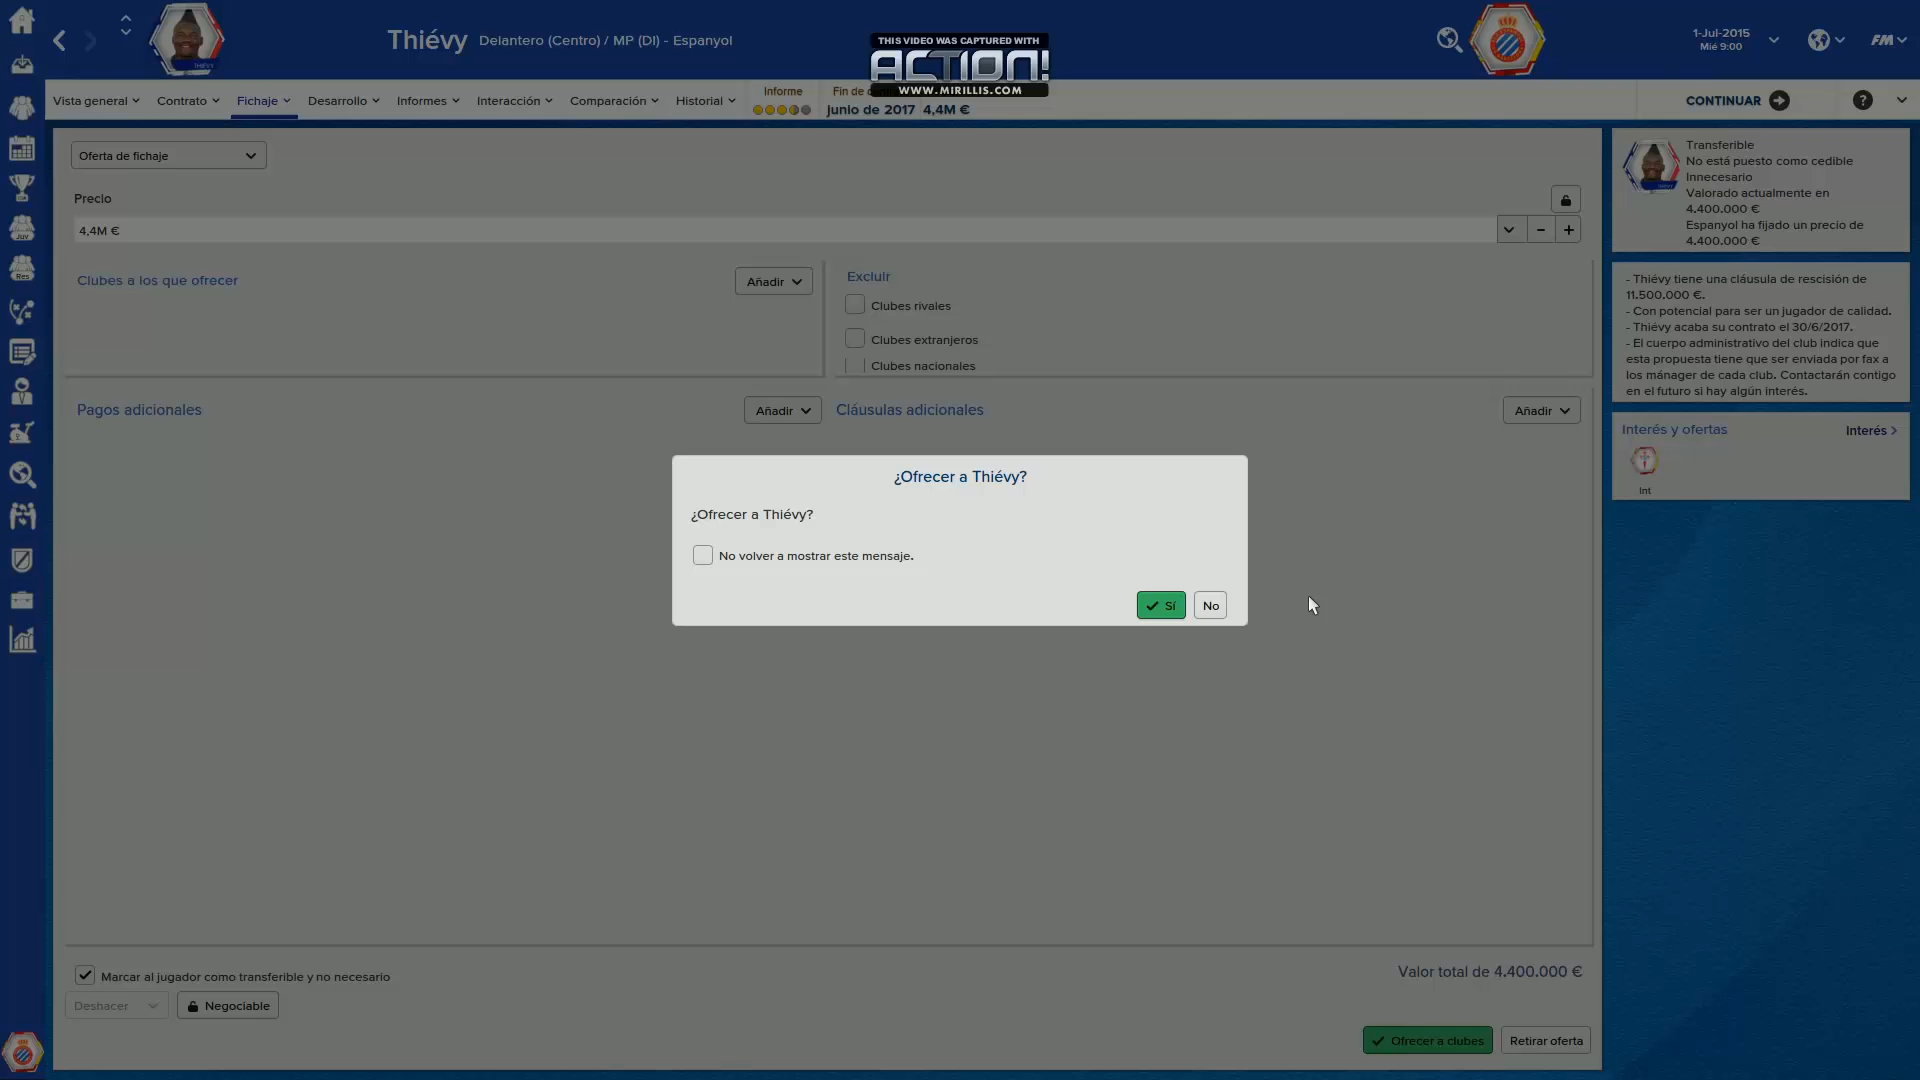 Thiévy Delantero (Centro) / MP (DI) - Espanyol
THIS VIDEO WAS CAPTURED WITH
ACTION!
WWW.MIRILLIS.COM
1-Jul-2015
Mié 9:00
FM
Vista general
Contrato
Fichaje
Desarrollo
Informes
Interacción
Comparación
Historial
Informe
Fin de
junio de 2017 4,4M €
CONTINUAR
?
Oferta de fichaje
Precio
4,4M €
Clubes a los que ofrecer
Añadir
Excluir
Clubes rivales
Clubes extranjeros
Clubes nacionales
Pagos adicionales
Añadir
Cláusulas adicionales
Añadir
¿Ofrecer a Thiévy?
¿Ofrecer a Thiévy?
No volver a mostrar este mensaje.
Sí
No
Marcar al jugador como transferible y no necesario
Valor total de 4.400.000 €
Deshacer
Negociable
Ofrecer a clubes
Retirar oferta
Transferible
No está puesto como cedible
Innecesario
Valorado actualmente en
4.400.000 €
Espanyol ha fijado un precio de
4.400.000 €
- Thiévy tiene una cláusula de rescisión de
11.500.000 €.
- Con potencial para ser un jugador de calidad.
- Thiévy acaba su contrato el 30/6/2017.
- El cuerpo administrativo del club indica que
esta propuesta tiene que ser enviada por fax a
los mánager de cada club. Contactarán contigo
en el futuro si hay algún interés.
Interés y ofertas
Interés >
Int
Juv
Res